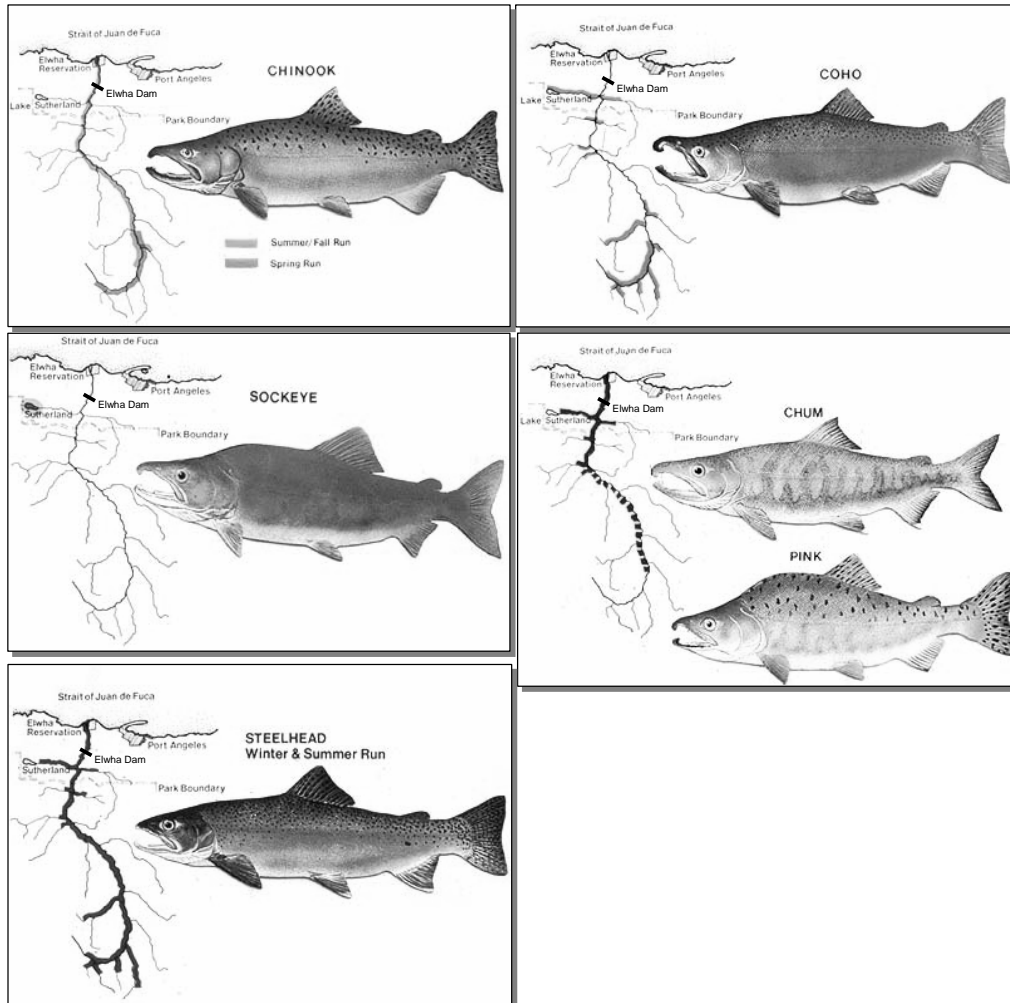 Strait of Juan de Fuca
Elwha
Reservation
Port Angeles
CHINOOK
Elwha Dam
Lake Sutherland
Park Boundary
Summer/Fall Run
Spring Run
Strait of Juan de Fuca
Elwha
Reservation
Port Angeles
COHO
Elwha Dam
Lake Sutherland
Park Boundary
Strait of Juan de Fuca
Elwha
Reservation
Port Angeles
SOCKEYE
Elwha Dam
Sutherland
Park Boundary
Strait of Juan de Fuca
Elwha
Reservation
Port Angeles
CHUM
Elwha Dam
Lake Sutherland
Park Boundary
PINK
Strait of Juan de Fuca
Elwha
Reservation
Port Angeles
STEELHEAD
Winter & Summer Run
Elwha Dam
Sutherland
Park Boundary